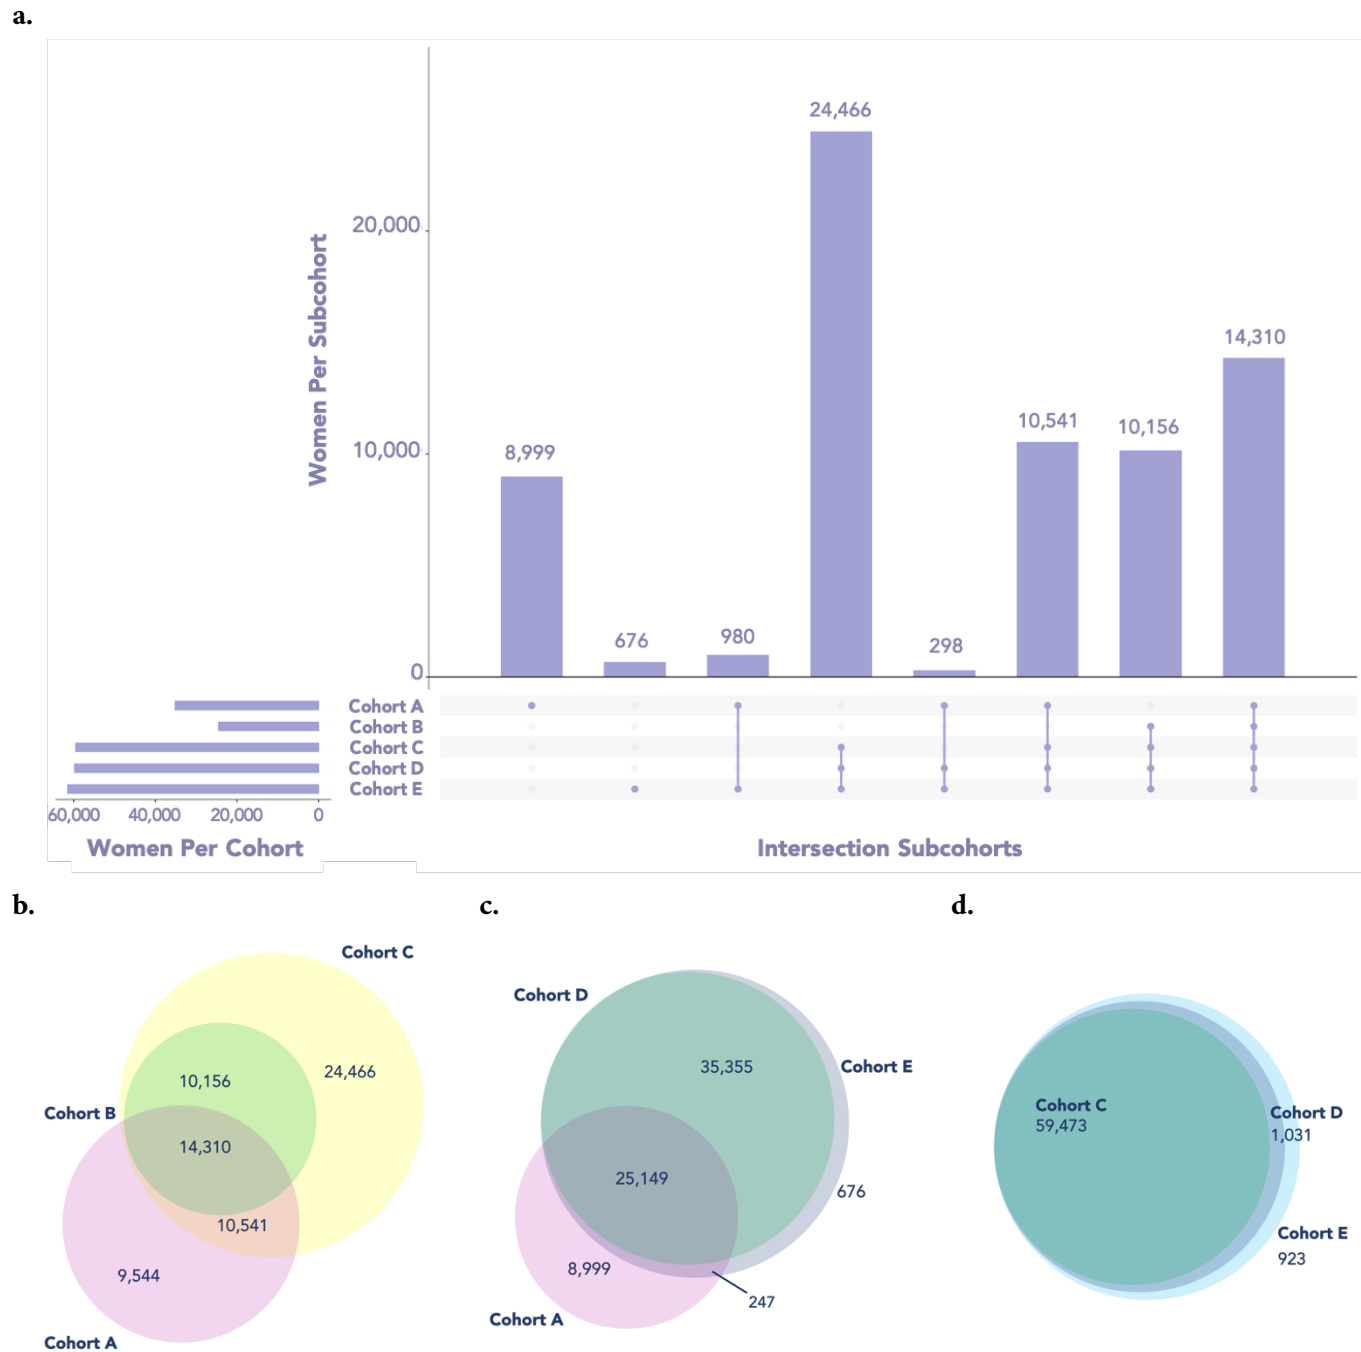 a.
24,466
20,000
14,310
10,541
10,156
10,000
8,999
980
676
298
0
Women Per Subcohort
Cohort A
Cohort B
Cohort C
Cohort D
Cohort E
60,000 40,000 20,000 0
Women Per Cohort
Intersection Subcohorts
b.
Cohort C
10,156
24,466
Cohort B
14,310
10,541
9,544
Cohort A
c.
Cohort D
35,355
Cohort E
25,149
676
8,999
247
Cohort A
d.
Cohort C
59,473
Cohort D
1,031
Cohort E
923